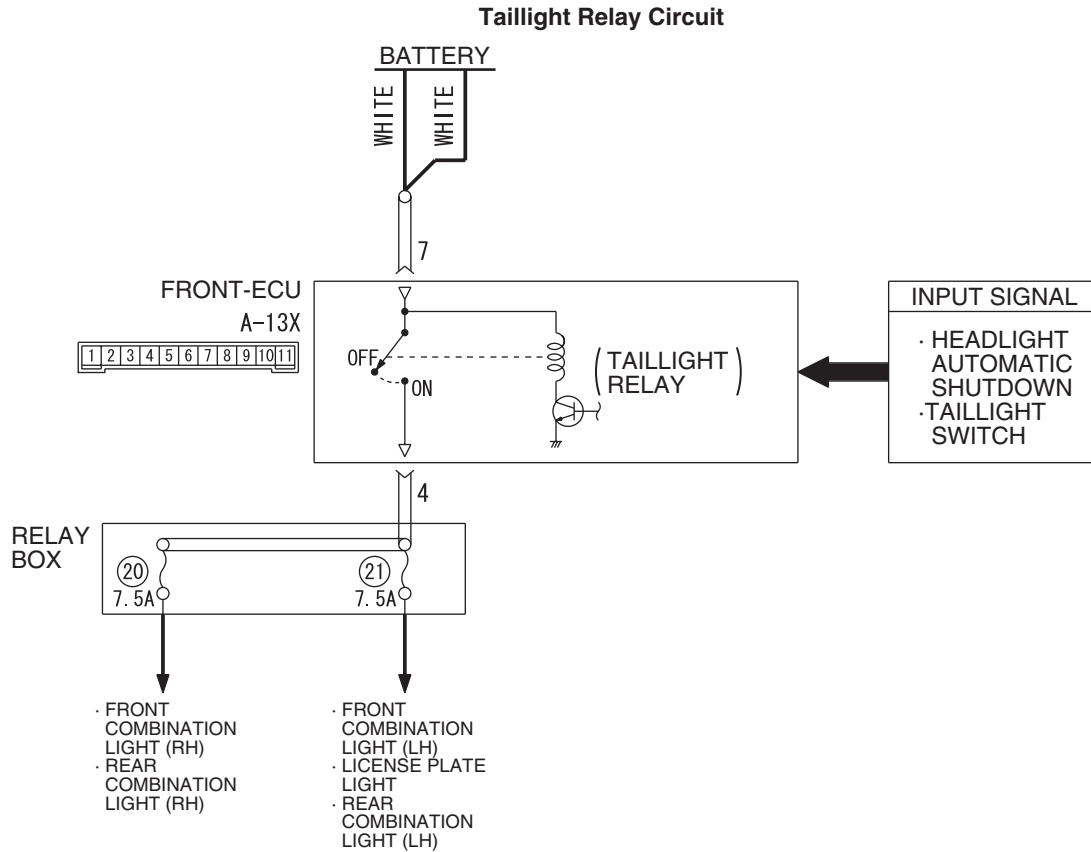 Taillight Relay Circuit
BATTERY
WHITE
WHITE
7
FRONT-ECU
A-13X
1 2 3 4 5 6 7 8 9 10 11
OFF
ON
(TAILLIGHT
RELAY)
INPUT SIGNAL
· HEADLIGHT
AUTOMATIC
SHUTDOWN
·TAILLIGHT
SWITCH
4
RELAY
BOX
20
7.5A
21
7.5A
· FRONT
COMBINATION
LIGHT (RH)
· REAR
COMBINATION
LIGHT (RH)
· FRONT
COMBINATION
LIGHT (LH)
· LICENSE PLATE
LIGHT
· REAR
COMBINATION
LIGHT (LH)